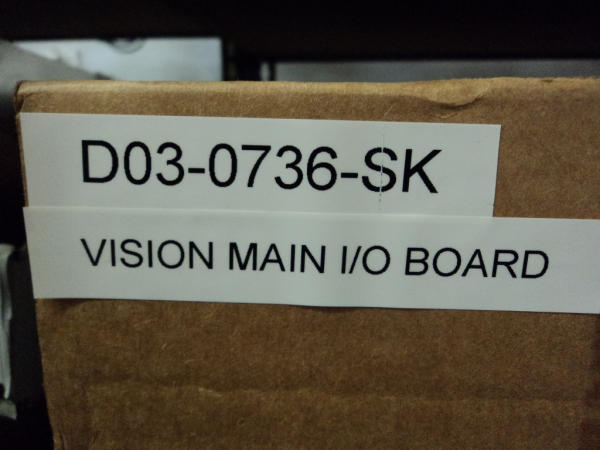 D03-0736-SK
VISION MAIN I/O BOARD